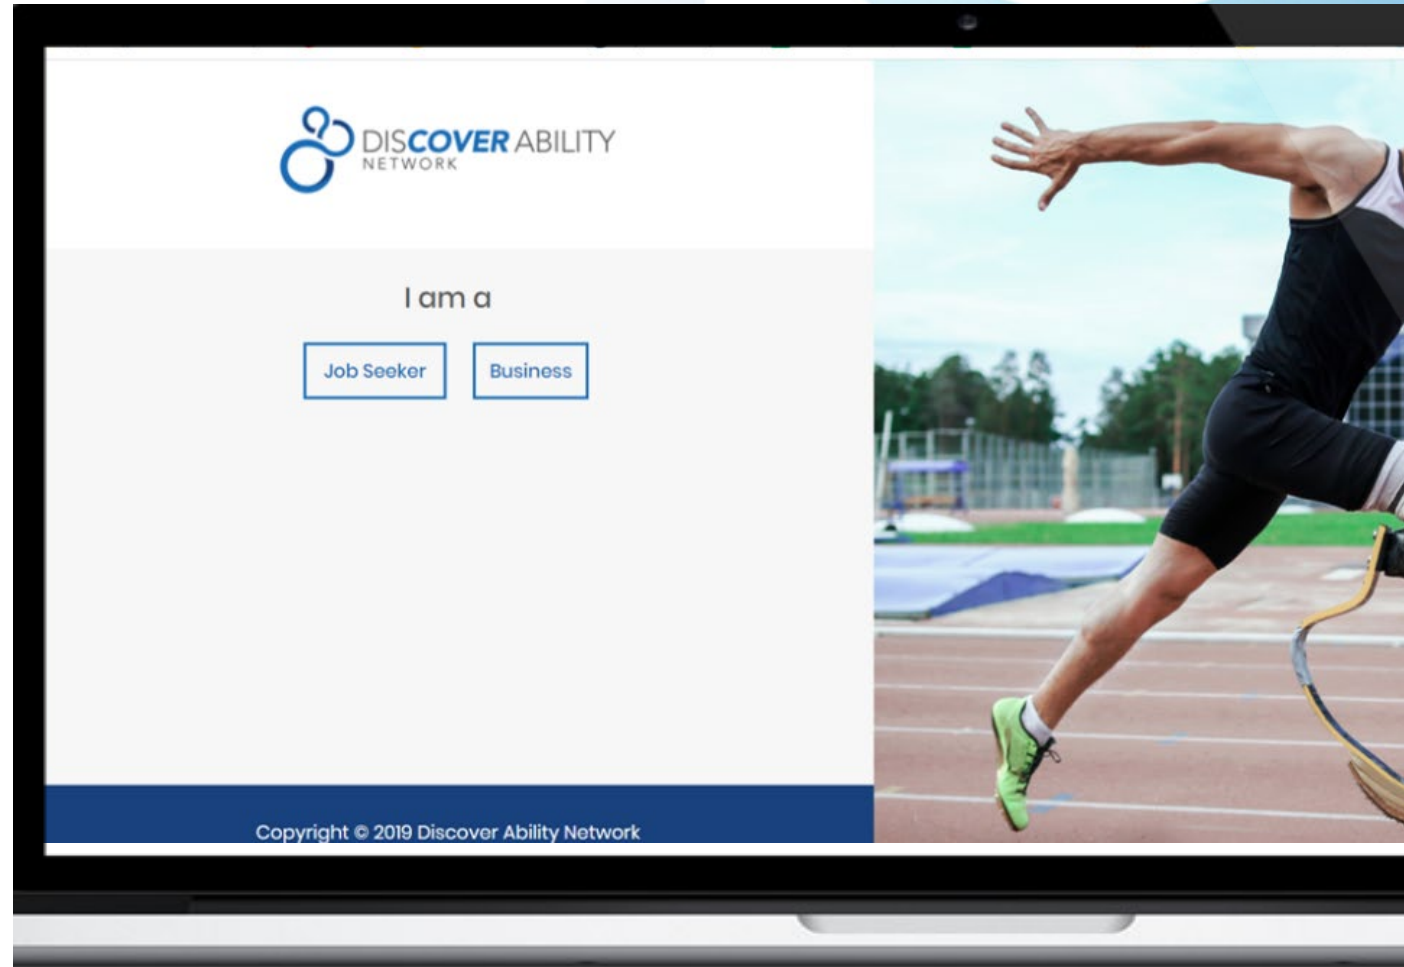 DISCOVER ABILITY
NETWORK
I am a
Job Seeker
Business
Copyright © 2019 Discover Ability Network